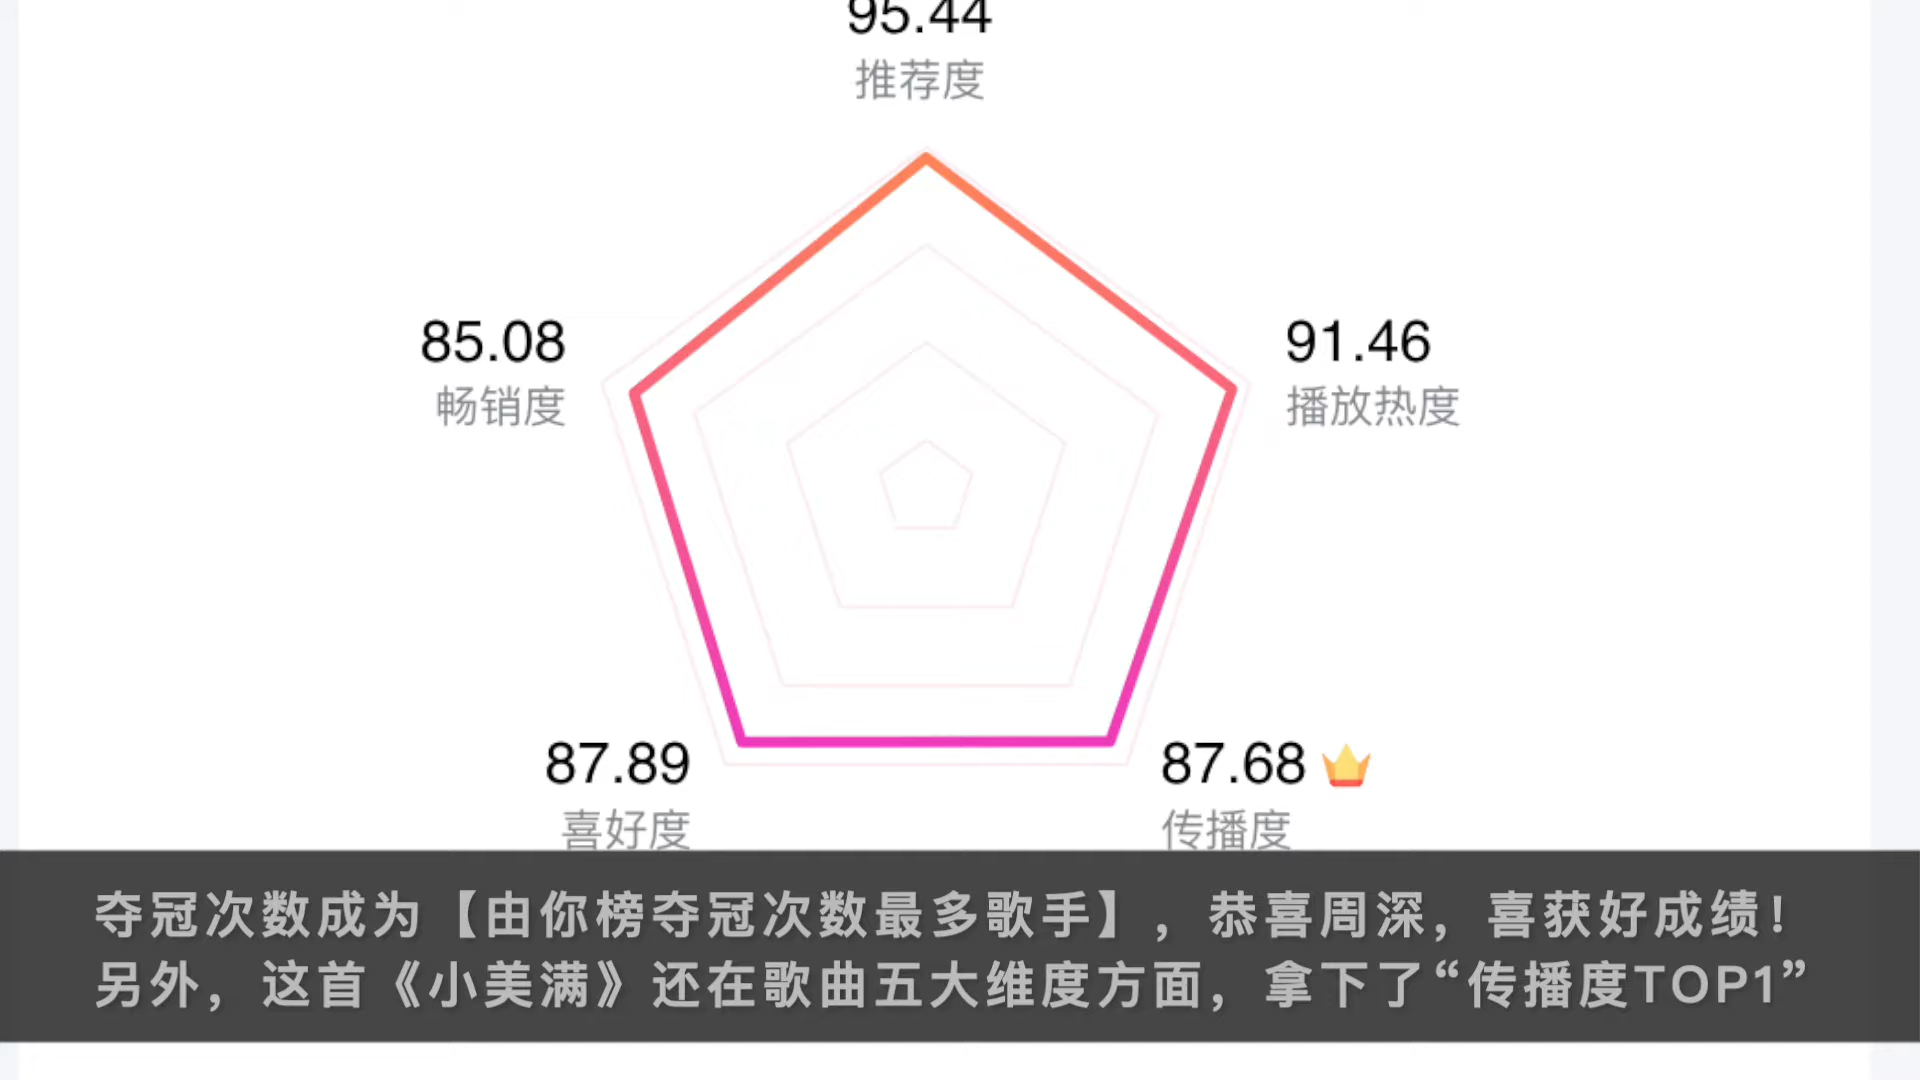 95.44
推荐度
85.08
畅销度
91.46
播放热度
87.89
喜好度
87.68
传播度
夺冠次数成为【由你榜夺冠次数最多歌手】，恭喜周深，喜获好成绩！
另外，这首《小美满》还在歌曲五大维度方面，拿下了“传播度TOP1”